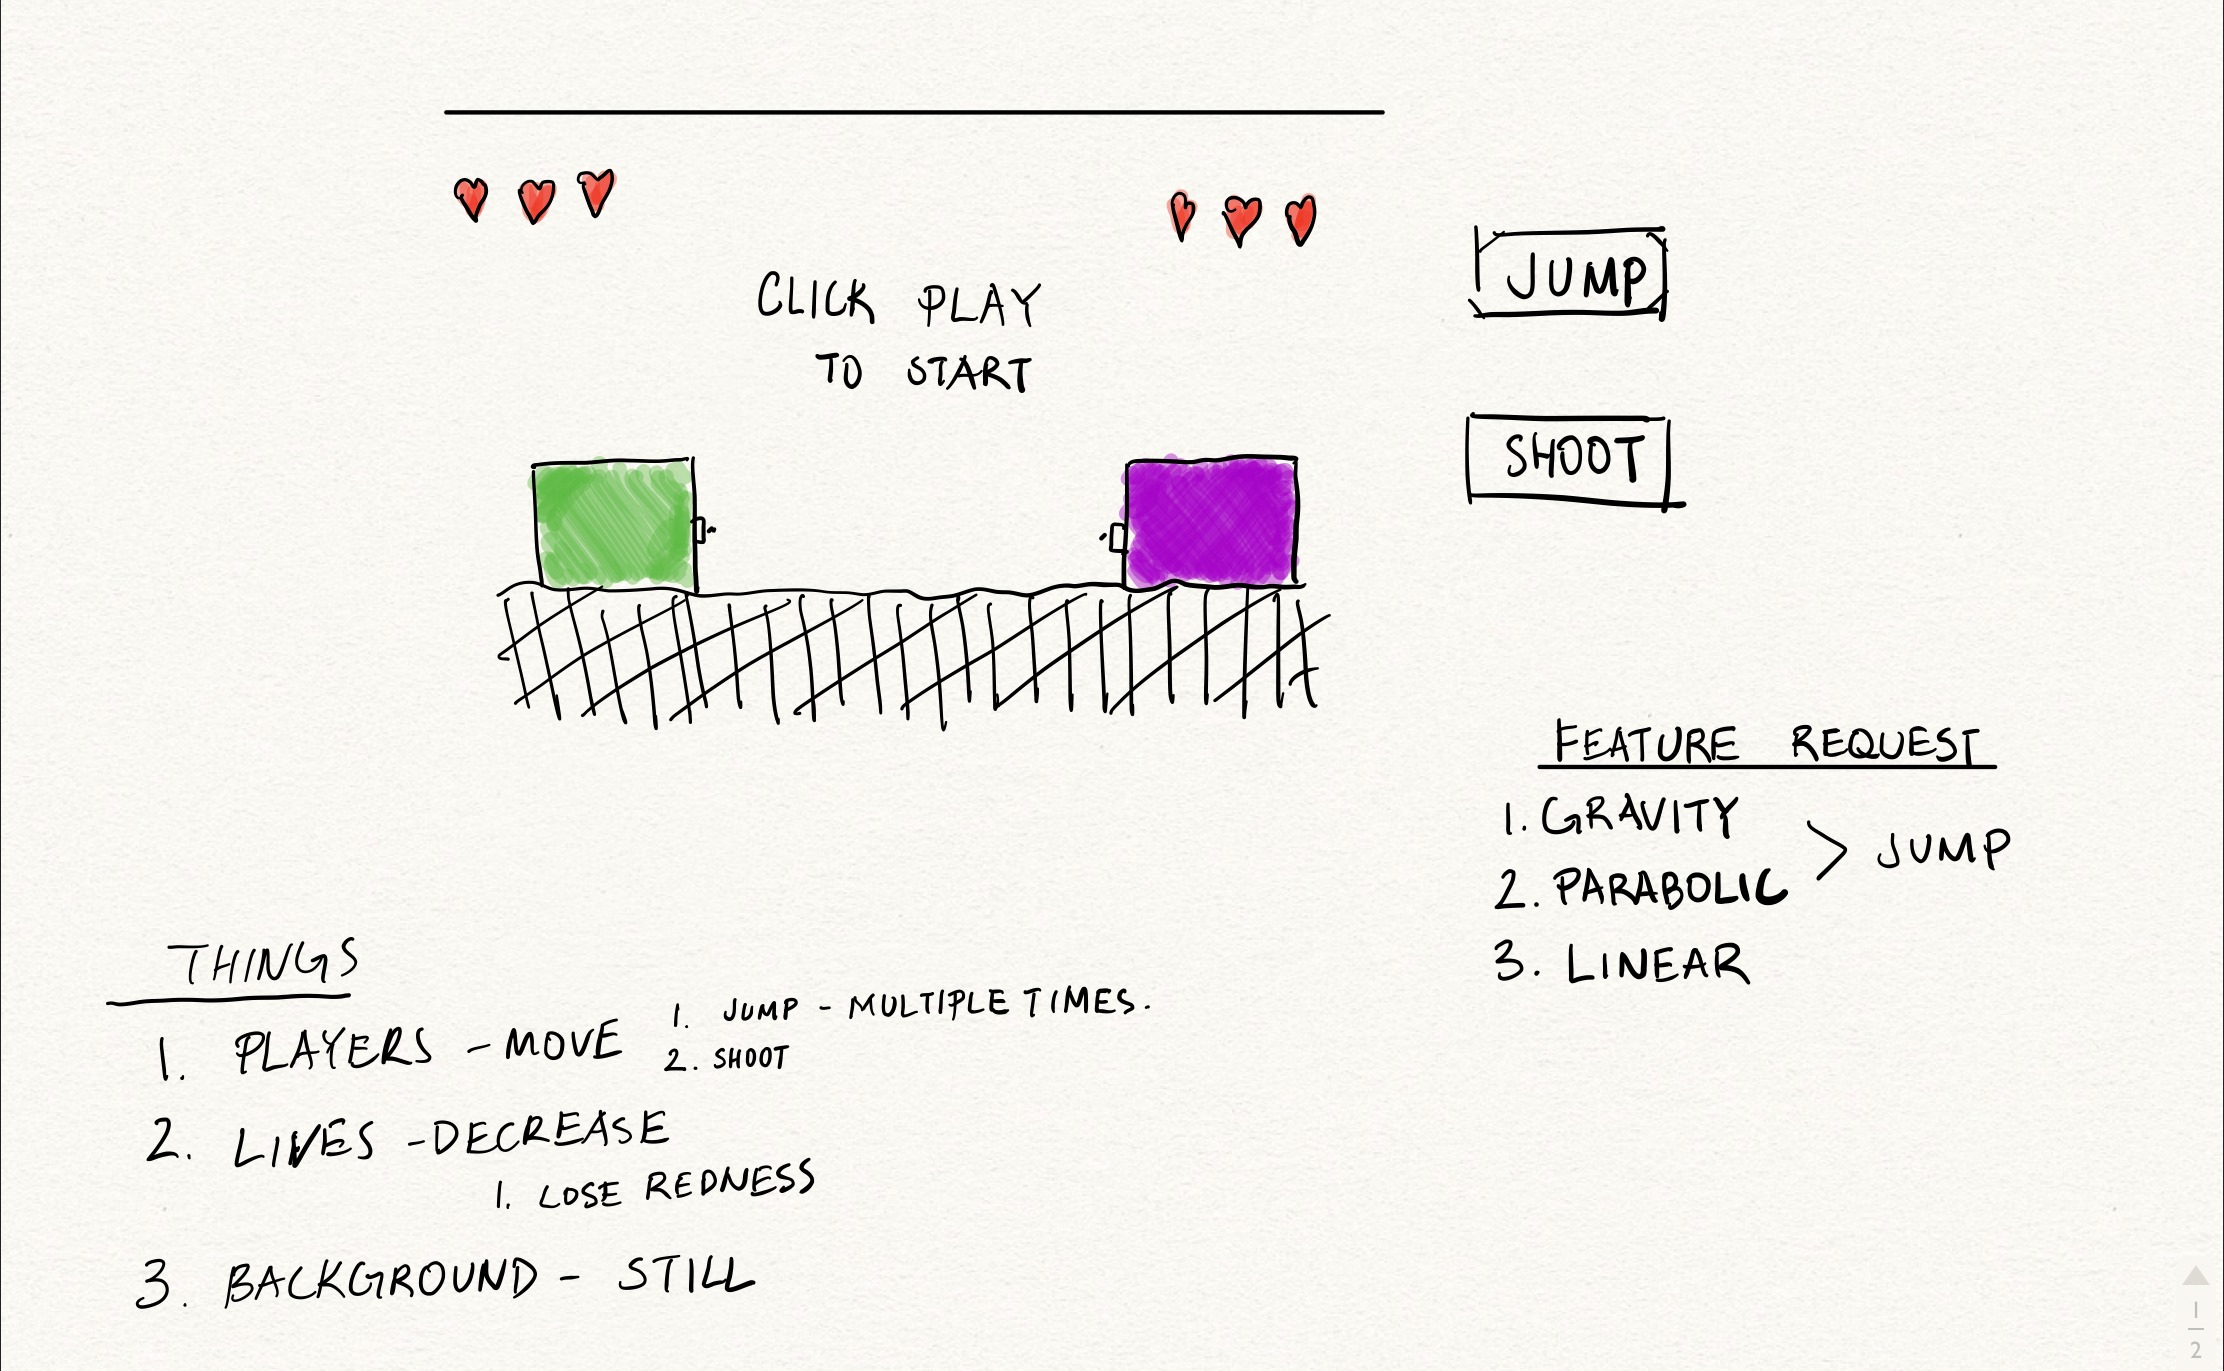 CLICK PLAY
TO START
JUMP
SHOOT
FEATURE REQUEST
1. GRAVITY
2. PARABOLIC > JUMP
3. LINEAR
THINGS
1. PLAYERS - MOVE 1. JUMP - MULTIPLE TIMES.
2. SHOOT
2. LIVES - DECREASE
1. LOSE REDNESS
3. BACKGROUND - STILL
1
2